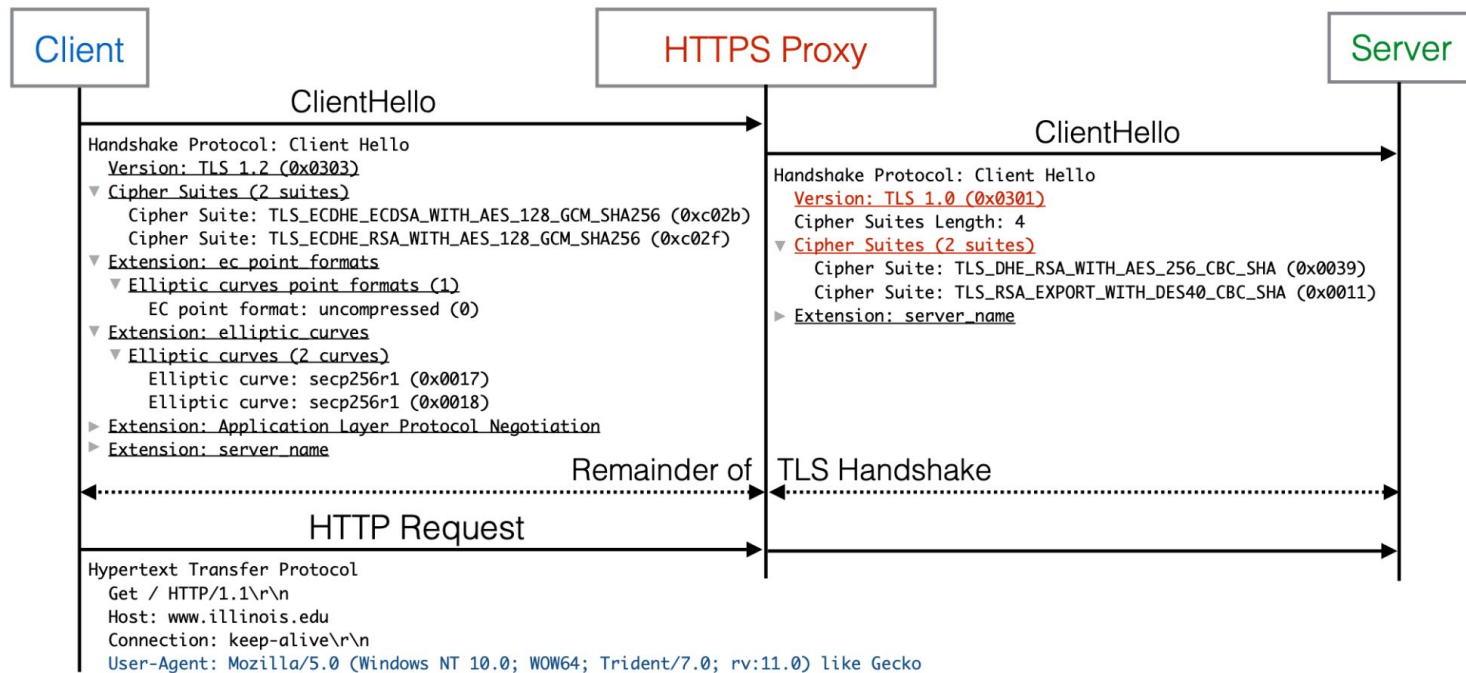 Client
HTTPS Proxy
Server
ClientHello
Handshake Protocol: Client Hello
Version: TLS 1.2 (0x0303)
Cipher Suites (2 suites)
Cipher Suite: TLS_ECDHE_ECDSA_WITH_AES_128_GCM_SHA256 (0xc02b)
Cipher Suite: TLS_ECDHE_RSA_WITH_AES_128_GCM_SHA256 (0xc02f)
Extension: ec_point_formats
Elliptic curves point formats (1)
EC point format: uncompressed (0)
Extension: elliptic_curves
Elliptic curves (2 curves)
Elliptic curve: secp256r1 (0x0017)
Elliptic curve: secp256r1 (0x0018)
Extension: Application Layer Protocol Negotiation
Extension: server_name
ClientHello
Handshake Protocol: Client Hello
Version: TLS 1.0 (0x0301)
Cipher Suites Length: 4
Cipher Suites (2 suites)
Cipher Suite: TLS_DHE_RSA_WITH_AES_256_CBC_SHA (0x0039)
Cipher Suite: TLS_RSA_EXPORT_WITH_DES40_CBC_SHA (0x0011)
Extension: server_name
Remainder of TLS Handshake
HTTP Request
Hypertext Transfer Protocol
Get / HTTP/1.1\r\n
Host: www.illinois.edu
Connection: keep-alive\r\n
User-Agent: Mozilla/5.0 (Windows NT 10.0; WOW64; Trident/7.0; rv:11.0) like Gecko